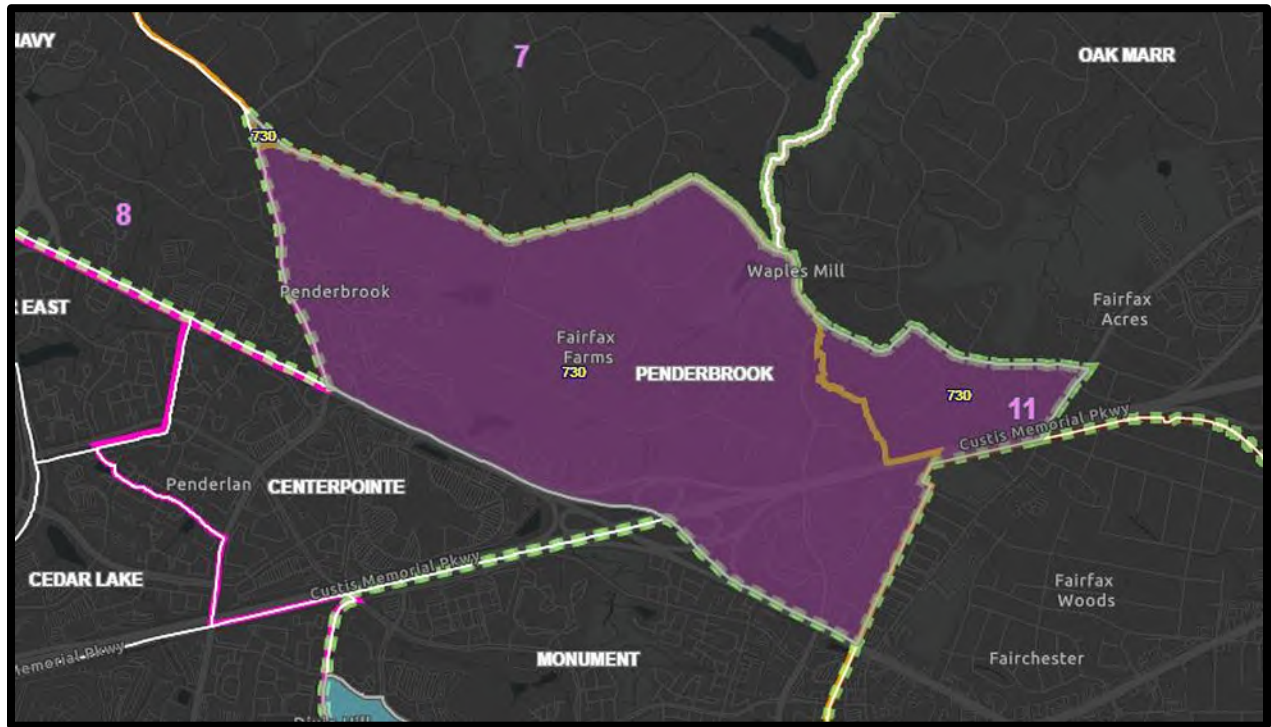 NAVY
7
OAK MARR
730
8
Waples Mill
Penderbrook
Fairfax
Acres
R EAST
Fairfax
Farms
730
PENDERBROOK
730
11
Custis Memorial Pkwy
Penderlan
CENTERPOINTE
CEDAR LAKE
Custis Memorial Pkwy
Fairfax
Woods
Memorial Pkwy
MONUMENT
Fairchester